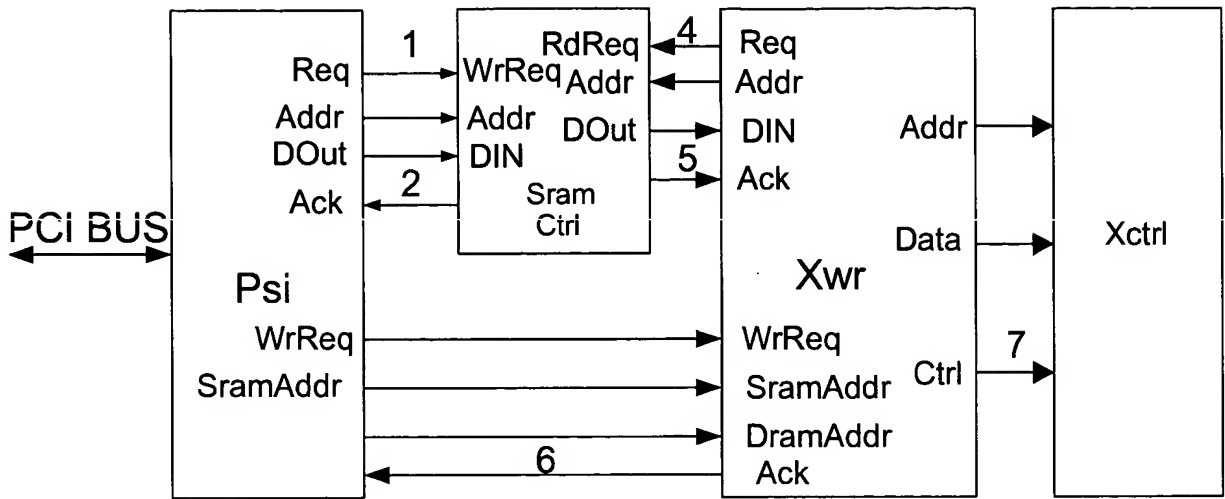 PCI BUS
Req
Addr
DOut
Ack
Psi
WrReq
SramAddr
1
2
WrReq
Addr
DIN
RdReq
Addr
DOut
Sram
Ctrl
4
5
6
Req
Addr
DIN
Ack
Xwr
WrReq
SramAddr
DramAddr
Ack
Addr
Data
Ctrl
7
Xctrl